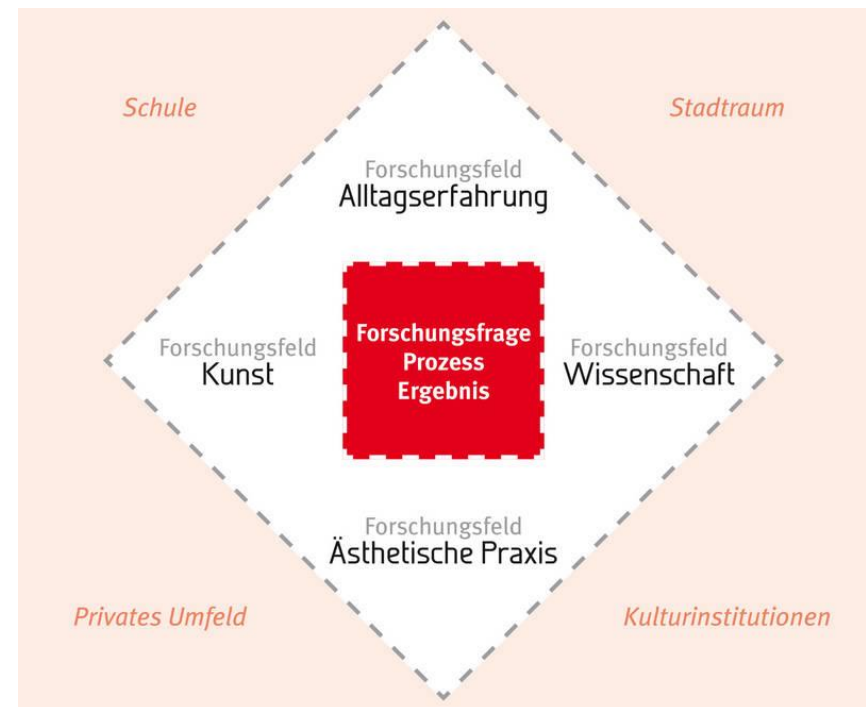 Schule
Stadtraum
Forschungsfeld
Alltagserfahrung
Forschungsfeld
Kunst
Forschungsfrage
Prozess
Ergebnis
Forschungsfeld
Wissenschaft
Forschungsfeld
Ästhetische Praxis
Privates Umfeld
Kulturinstitutionen